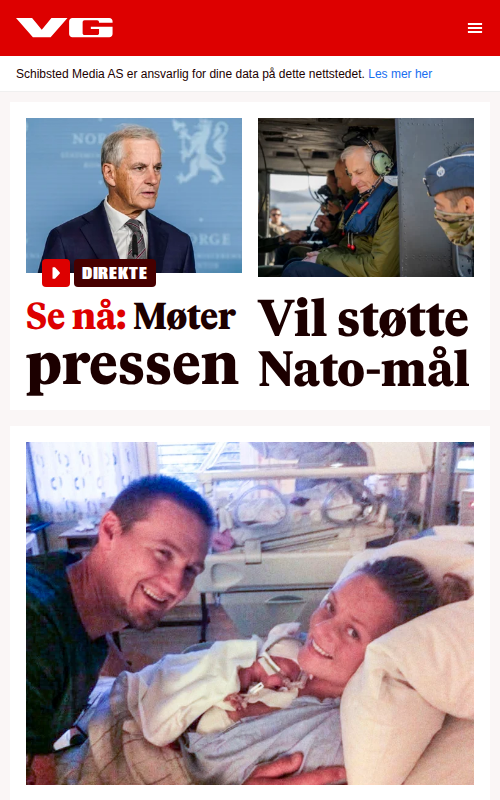 VG
Schibsted Media AS er ansvarlig for dine data på dette nettstedet. Les mer her
DIREKTE
Se nå: Møter
pressen
Vil støtte
Nato-mål